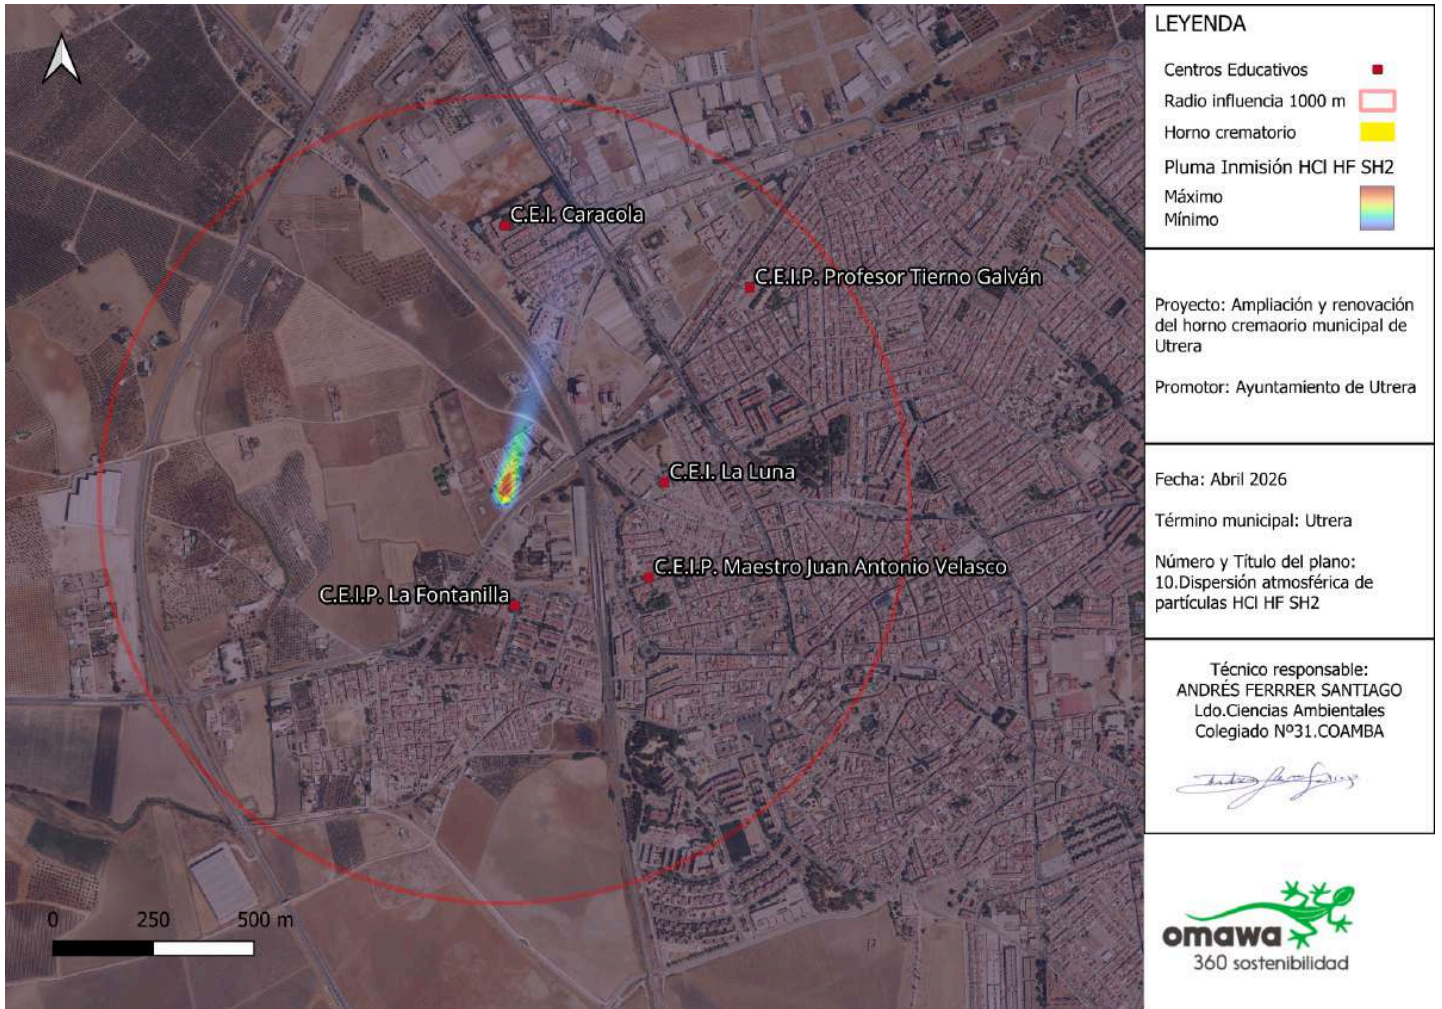 C.E.I. Caracola
C.E.I.P. Profesor Tierno Galván
C.E.I. La Luna
C.E.I.P. Maestro Juan Antonio Velasco
C.E.I.P. La Fontanilla
0 250 500 m
LEYENDA
Centros Educativos
Radio influencia 1000 m
Horno crematorio
Pluma Inmisión HCl HF SH2
Máximo
Mínimo
Proyecto: Ampliación y renovación
del horno cremaorio municipal de
Utrera
Promotor: Ayuntamiento de Utrera
Fecha: Abril 2026
Término municipal: Utrera
Número y Título del plano:
10.Dispersión atmosférica de
partículas HCl HF SH2
Técnico responsable:
ANDRÉS FERRRER SANTIAGO
Ldo.Ciencias Ambientales
Colegiado Nº31.COAMBA
omawa
360 sostenibilidad